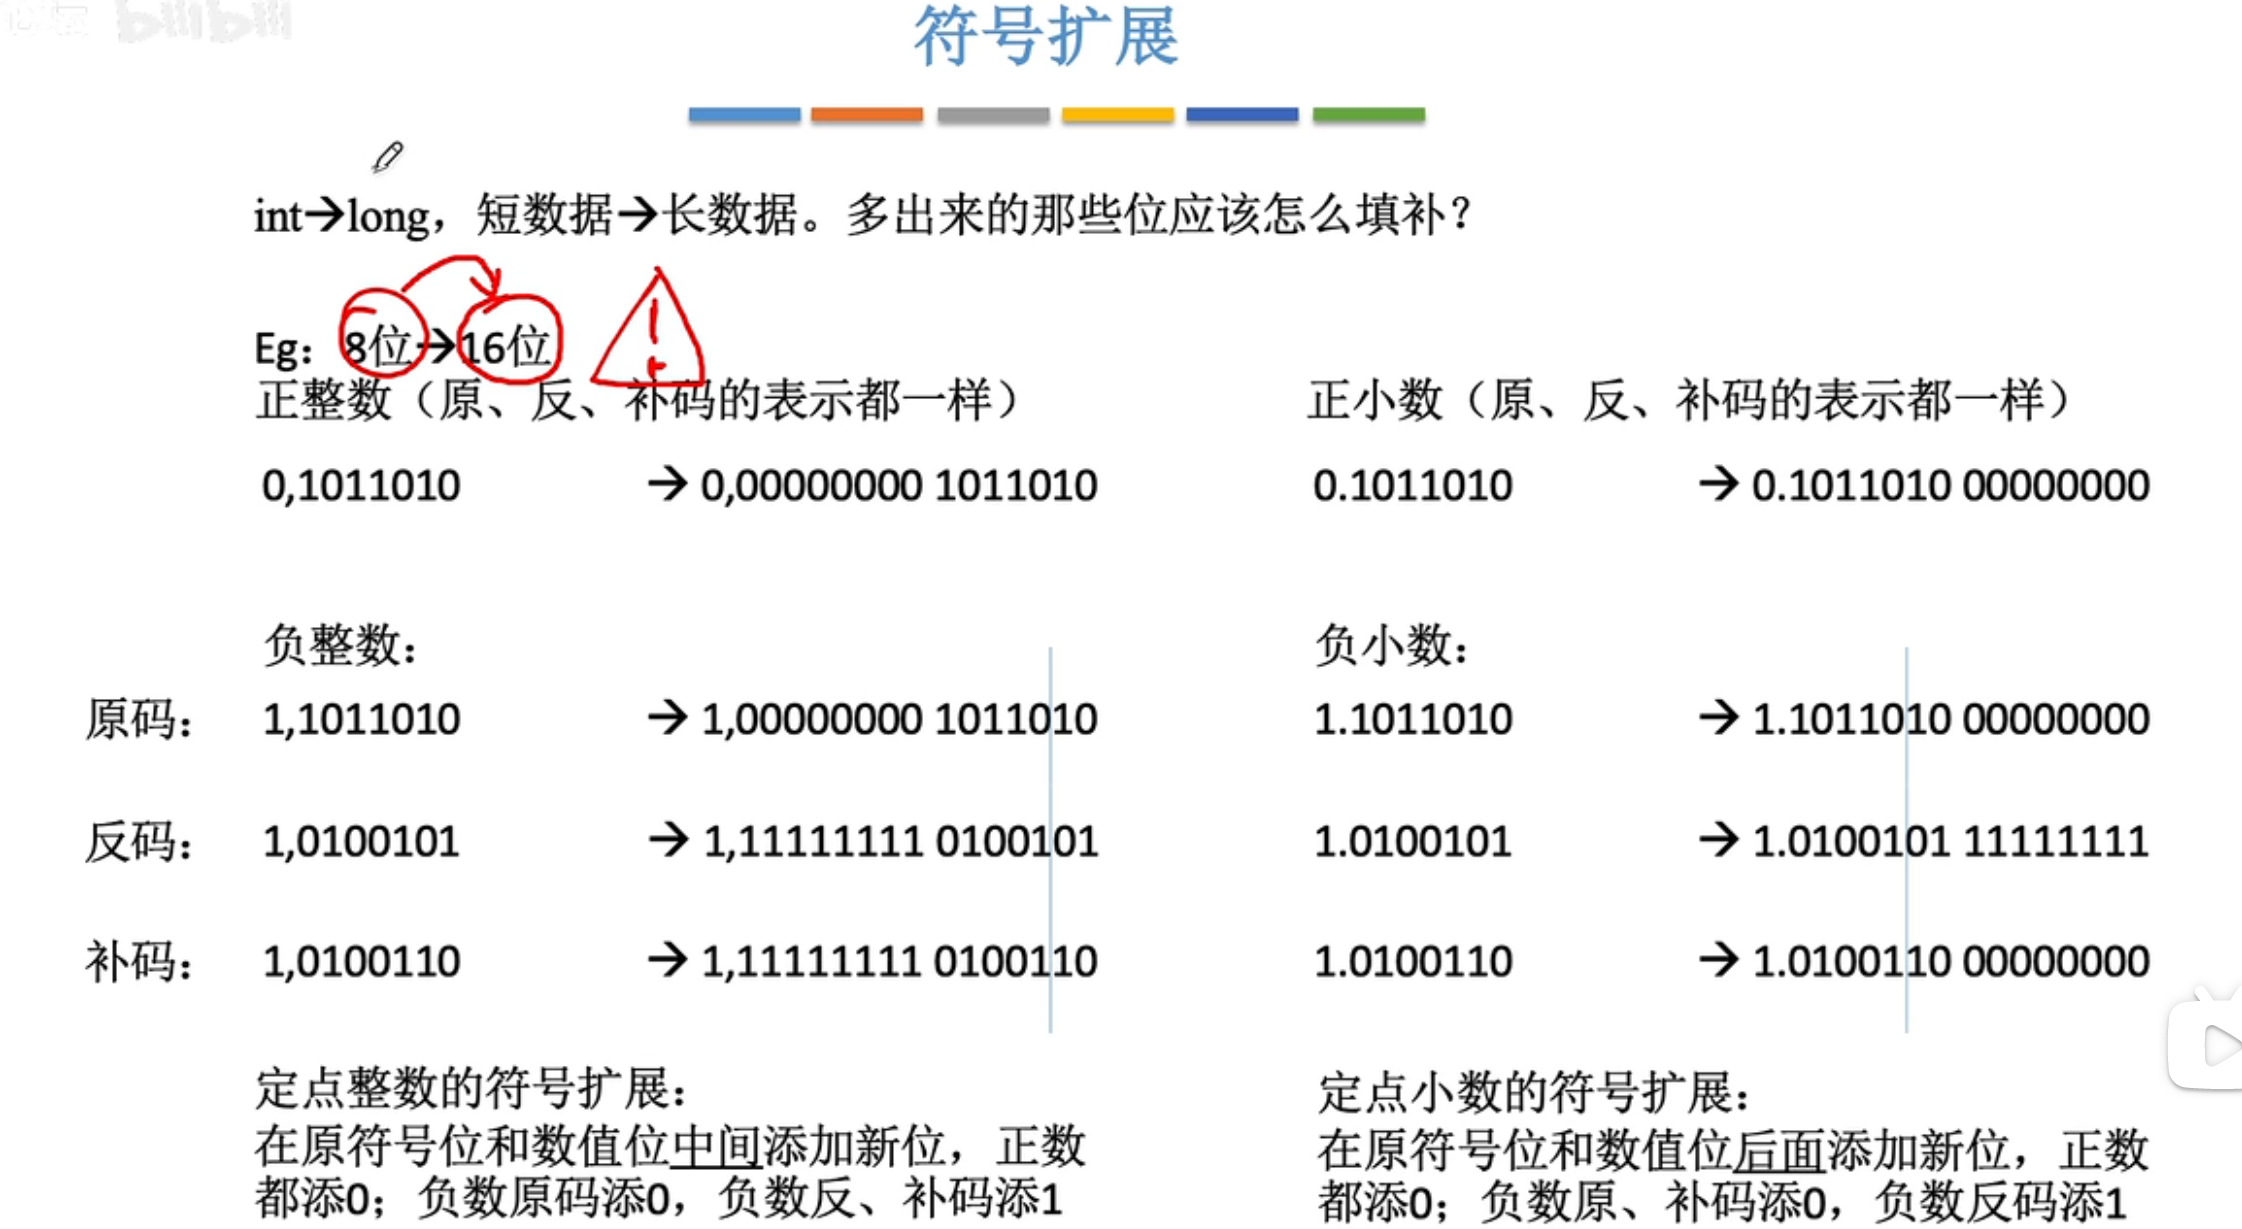 bilibili
符号扩展
int→long，短数据→长数据。多出来的那些位应该怎么填补？
Eg：8位→16位
正整数（原、反、补码的表示都一样）
0,1011010 → 0,00000000 1011010
正小数（原、反、补码的表示都一样）
0.1011010 → 0.1011010 00000000
负整数：
原码： 1,1011010 → 1,00000000 1011010
反码： 1,0100101 → 1,11111111 0100101
补码： 1,0100110 → 1,11111111 0100110
定点整数的符号扩展：
在原符号位和数值位中间添加新位，正数
都添0；负数原码添0，负数反、补码添1
负小数：
1.1011010 → 1.1011010 00000000
1.0100101 → 1.0100101 11111111
1.0100110 → 1.0100110 00000000
定点小数的符号扩展：
在原符号位和数值位后面添加新位，正数
都添0；负数原、补码添0，负数反码添1